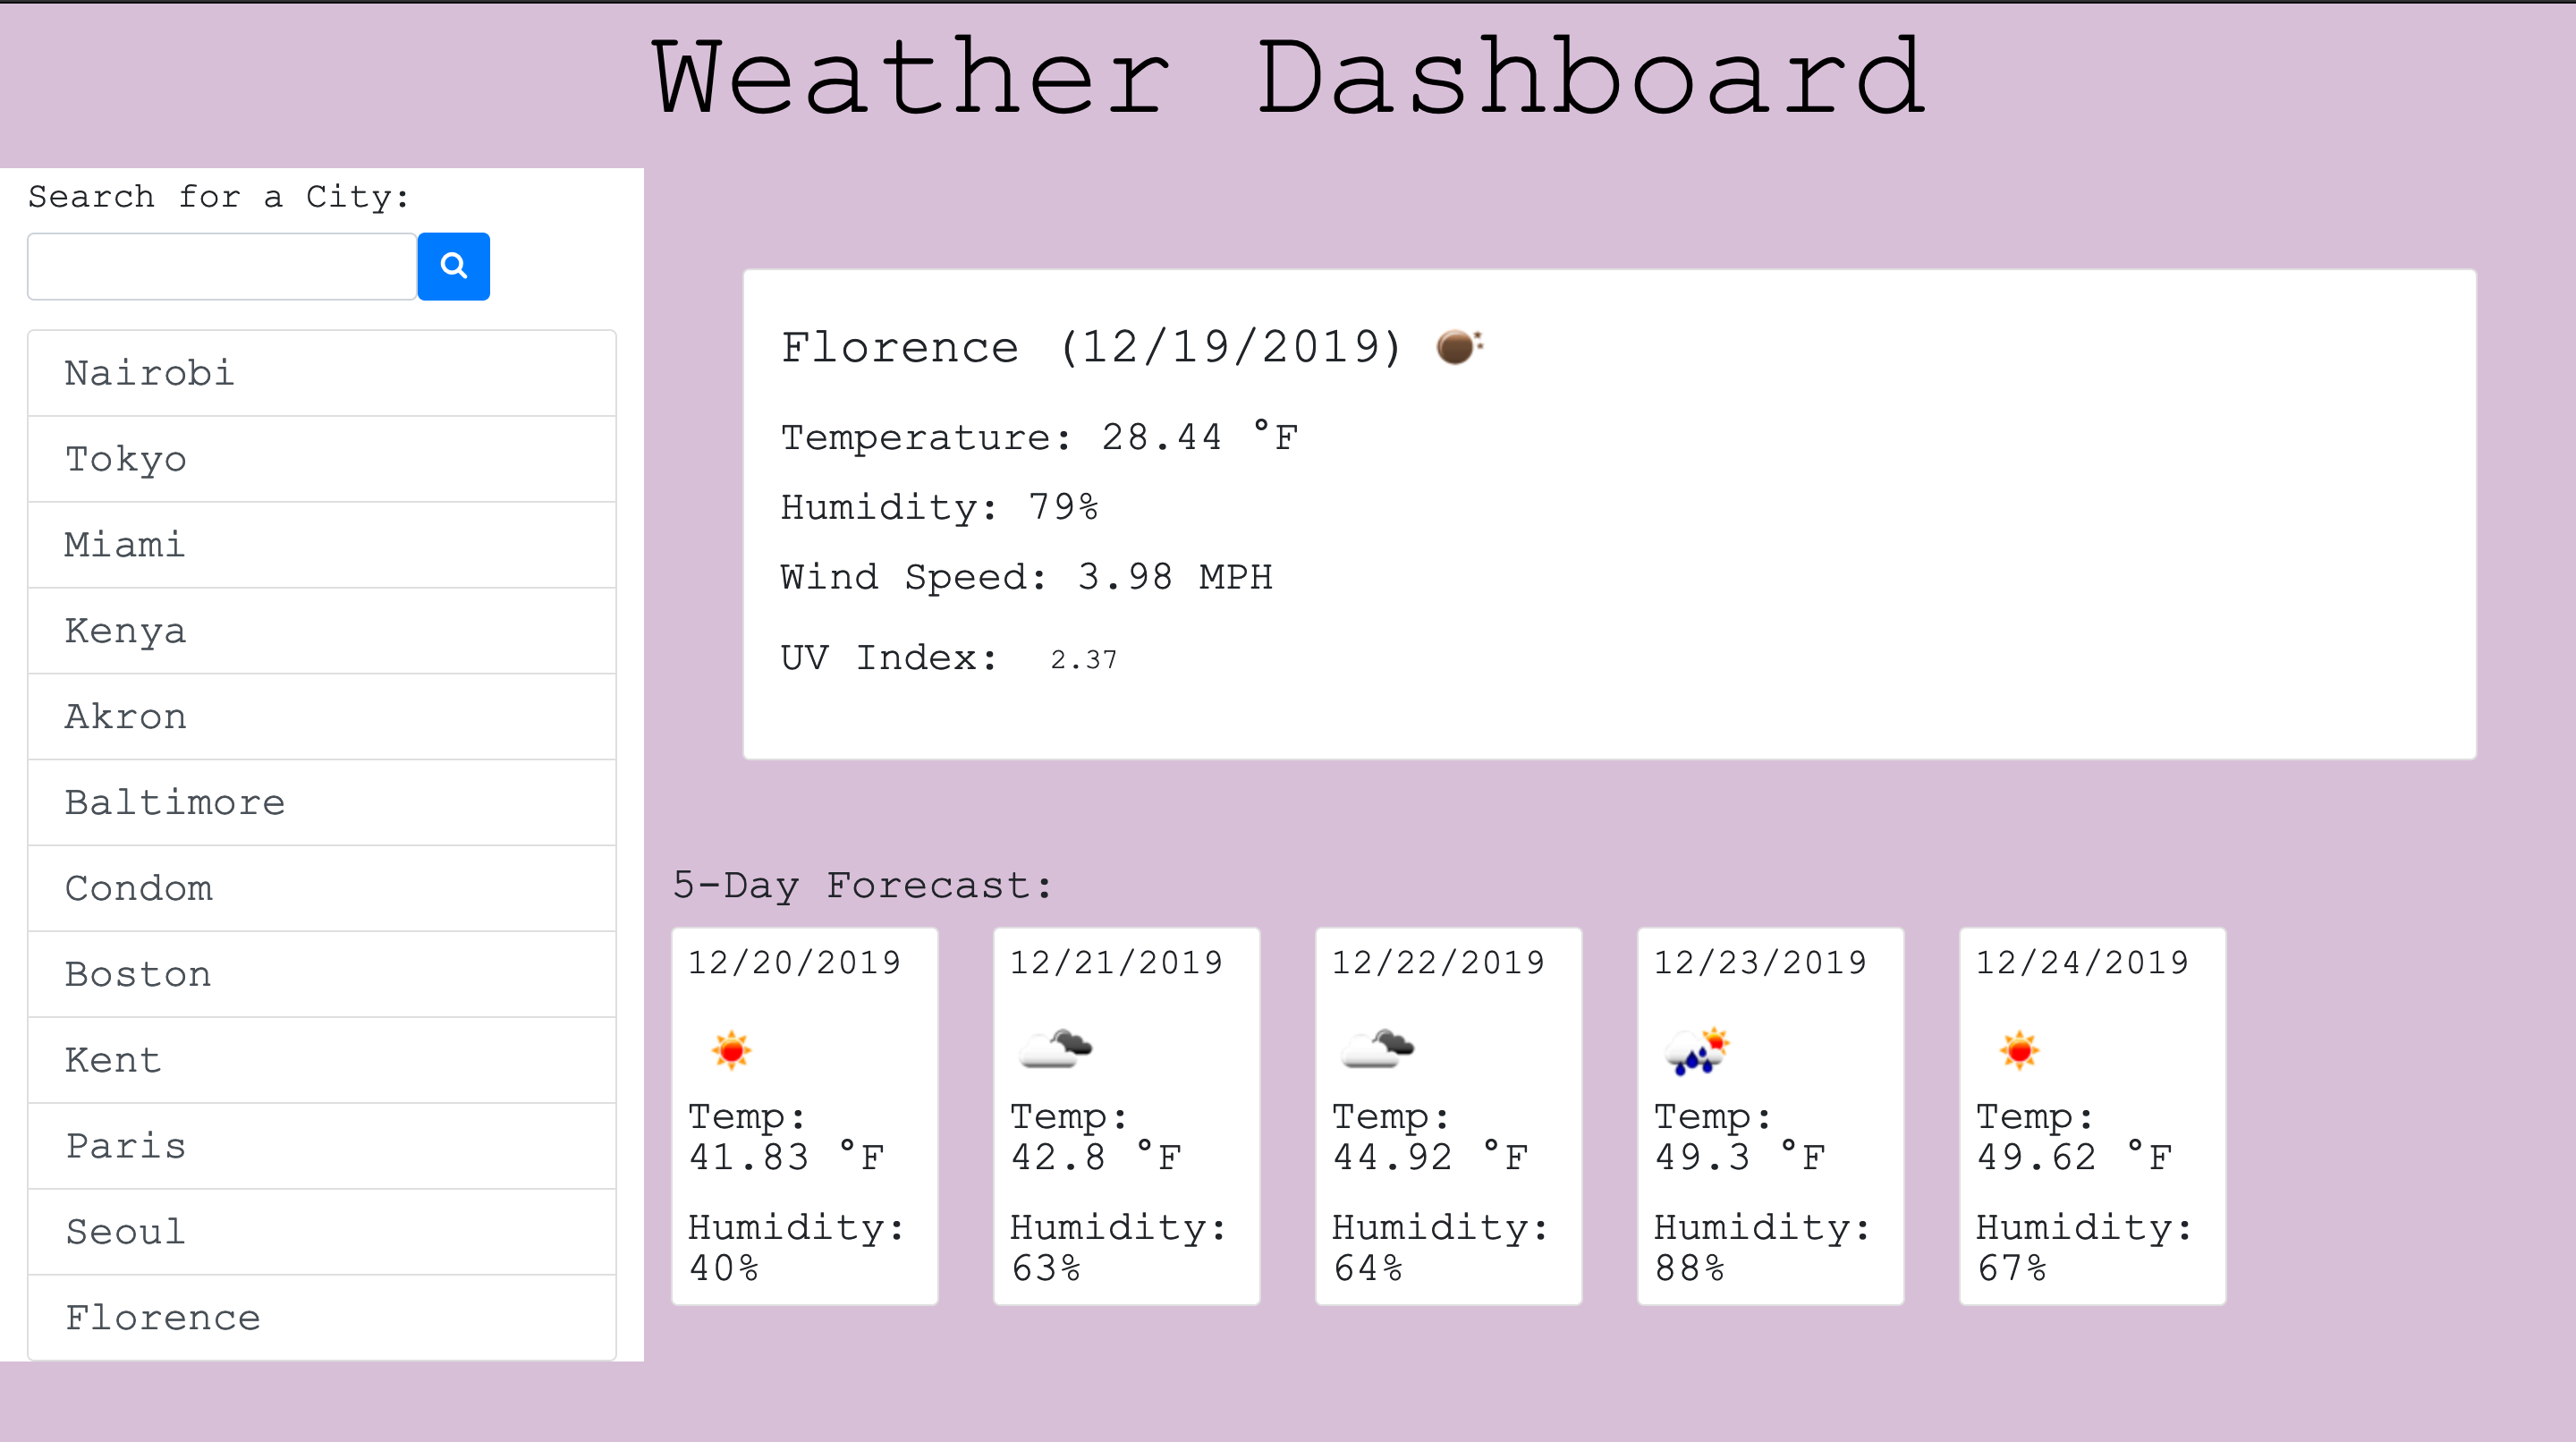 Weather Dashboard
Search for a City:
Nairobi
Tokyo
Miami
Kenya
Akron
Baltimore
Condom
Boston
Kent
Paris
Seoul
Florence
Florence (12/19/2019)
Temperature: 28.44 °F
Humidity: 79%
Wind Speed: 3.98 MPH
UV Index: 2.37
5-Day Forecast:
12/20/2019
Temp:
41.83 °F
Humidity:
40%
12/21/2019
Temp:
42.8 °F
Humidity:
63%
12/22/2019
Temp:
44.92 °F
Humidity:
64%
12/23/2019
Temp:
49.3 °F
Humidity:
88%
12/24/2019
Temp:
49.62 °F
Humidity:
67%